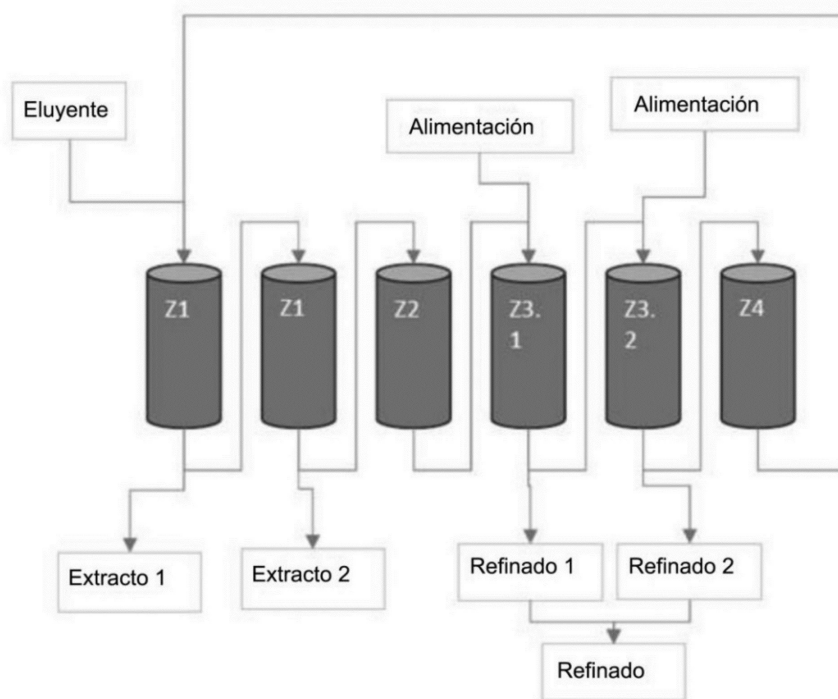 Eluyente
Alimentación
Alimentación
Z1
Z1
Z2
Z3.
1
Z3.
2
Z4
Extracto 1
Extracto 2
Refinado 1
Refinado 2
Refinado